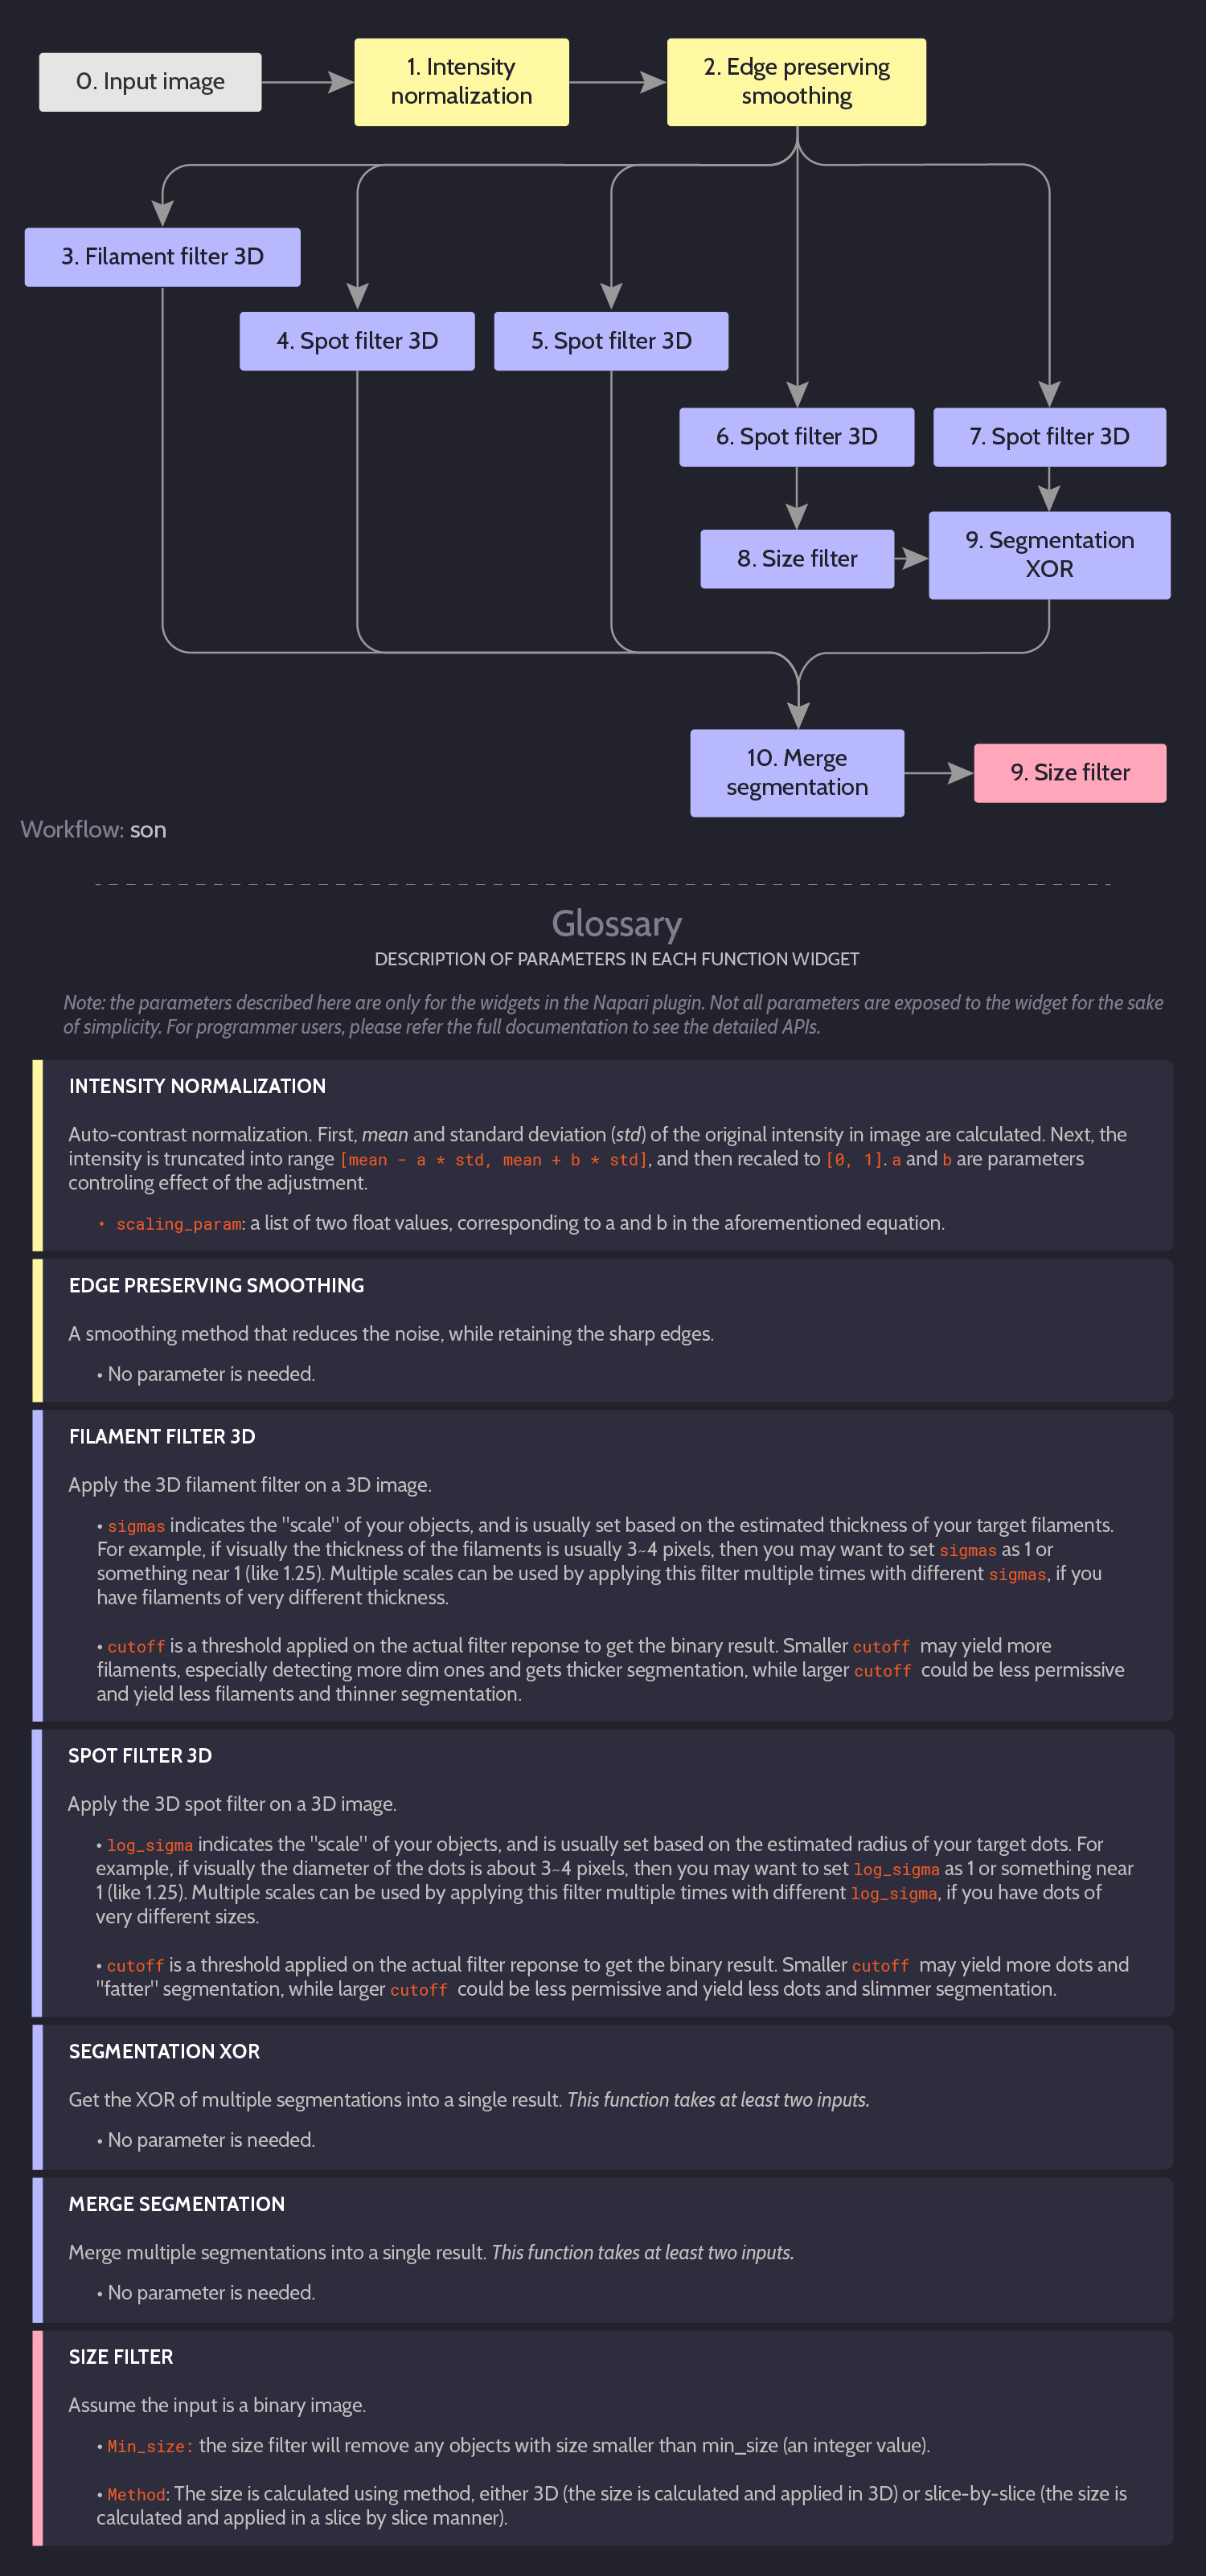 0. Input image
1. Intensity
normalization
2. Edge preserving
smoothing
3. Filament filter 3D
4. Spot filter 3D
5. Spot filter 3D
6. Spot filter 3D
7. Spot filter 3D
8. Size filter
9. Segmentation
XOR
10. Merge
segmentation
9. Size filter
Workflow: son
Glossary
DESCRIPTION OF PARAMETERS IN EACH FUNCTION WIDGET
Note: the parameters described here are only for the widgets in the Napari plugin. Not all parameters are exposed to the widget for the sake
of simplicity. For programmer users, please refer the full documentation to see the detailed APIs.
INTENSITY NORMALIZATION
Auto-contrast normalization. First, mean and standard deviation (std) of the original intensity in image are calculated. Next, the
intensity is truncated into range [mean - a * std, mean + b * std], and then recaled to [0, 1]. a and b are parameters
controling effect of the adjustment.
• scaling_param: a list of two float values, corresponding to a and b in the aforementioned equation.
EDGE PRESERVING SMOOTHING
A smoothing method that reduces the noise, while retaining the sharp edges.
• No parameter is needed.
FILAMENT FILTER 3D
Apply the 3D filament filter on a 3D image.
• sigmas indicates the "scale" of your objects, and is usually set based on the estimated thickness of your target filaments.
For example, if visually the thickness of the filaments is usually 3~4 pixels, then you may want to set sigmas as 1 or
something near 1 (like 1.25). Multiple scales can be used by applying this filter multiple times with different sigmas, if you
have filaments of very different thickness.
• cutoff is a threshold applied on the actual filter reponse to get the binary result. Smaller cutoff may yield more
filaments, especially detecting more dim ones and gets thicker segmentation, while larger cutoff could be less permissive
and yield less filaments and thinner segmentation.
SPOT FILTER 3D
Apply the 3D spot filter on a 3D image.
• log_sigma indicates the "scale" of your objects, and is usually set based on the estimated radius of your target dots. For
example, if visually the diameter of the dots is about 3~4 pixels, then you may want to set log_sigma as 1 or something near
1 (like 1.25). Multiple scales can be used by applying this filter multiple times with different log_sigma, if you have dots of
very different sizes.
• cutoff is a threshold applied on the actual filter reponse to get the binary result. Smaller cutoff may yield more dots and
"fatter" segmentation, while larger cutoff could be less permissive and yield less dots and slimmer segmentation.
SEGMENTATION XOR
Get the XOR of multiple segmentations into a single result. This function takes at least two inputs.
• No parameter is needed.
MERGE SEGMENTATION
Merge multiple segmentations into a single result. This function takes at least two inputs.
• No parameter is needed.
SIZE FILTER
Assume the input is a binary image.
• Min_size: the size filter will remove any objects with size smaller than min_size (an integer value).
• Method: The size is calculated using method, either 3D (the size is calculated and applied in 3D) or slice-by-slice (the size is
calculated and applied in a slice by slice manner).